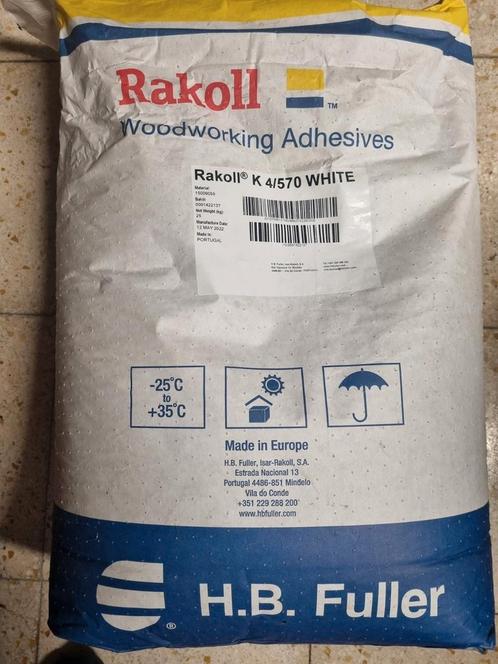 Rakoll ™
Woodworking Adhesives
Rakoll® K 4/570 WHITE
Material:
Batch:
0001422137
Net Weight (kg):
25
Manufacture Date:
12 MAY 2022
Made in:
PORTUGAL
-25°C
to
+35°C
Made in Europe
H.B. Fuller, Isar-Rakoll, S.A.
Estrada Nacional 13
Portugal 4486-851 Mindelo
Vila do Conde
+351 229 288 200
www.hbfuller.com
® H.B. Fuller